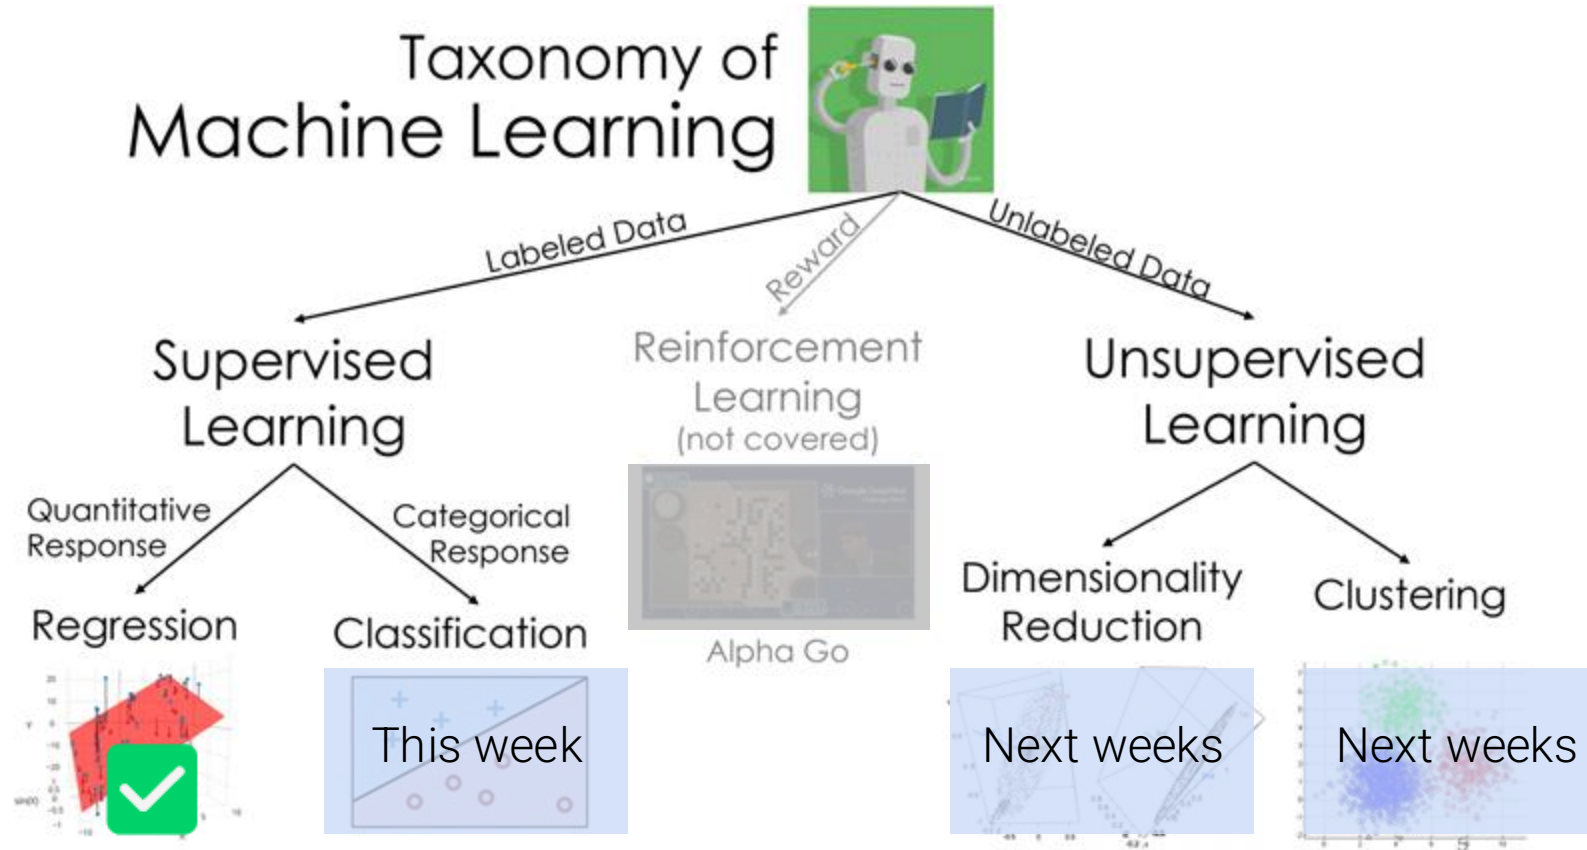 Taxonomy of
Machine Learning
Labeled Data
Reward
Unlabeled Data
Supervised
Learning
Reinforcement
Learning
(not covered)
Unsupervised
Learning
Quantitative
Response
Categorical
Response
Regression
Classification
Alpha Go
Dimensionality
Reduction
Clustering
This week
Next weeks
Next weeks